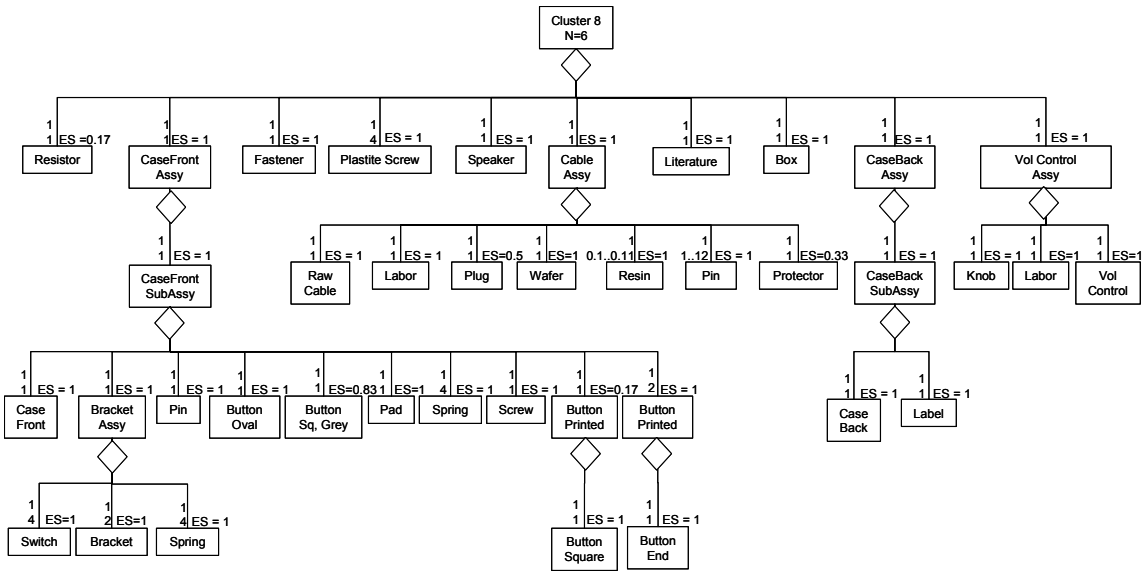 Cluster 8
N=6
1 1 1 1 1 1 1 1 1 1
1 ES =0.17 1 ES = 1 1 ES = 1 4 ES = 1 1 ES = 1 1 ES = 1 1 ES = 1 1 ES = 1 1 ES = 1 1 ES = 1
Resistor CaseFront Fastener Plastite Screw Speaker Cable Literature Box CaseBack Vol Control
Assy Assy Assy Assy
1 1 1 1 1 1 1 1 1 1 1 1
1 ES = 1 1 ES = 1 1 ES = 1 1 ES=0.5 1 ES=1 0.1..0.11 ES=1 1..12 ES = 1 1 ES=0.33 1 ES = 1 1 ES = 1 1 ES = 1 1 ES=1
CaseFront Raw Labor Plug Wafer Resin Pin Protector CaseBack Knob Labor Vol
SubAssy Cable SubAssy Control
1 1 1 1 1 1 1 1 1 1 1 1
1 ES = 1 1 ES = 1 1 ES = 1 1 ES = 1 1 ES=0.83 1 ES=1 4 ES = 1 1 ES = 1 1 ES=0.17 2 ES = 1 1 ES = 1 1 ES = 1
Case Bracket Pin Button Button Pad Spring Screw Button Button Case Label
Front Assy Oval Sq, Grey Printed Printed Back
1 1 1 1 1
4 ES=1 2 ES=1 4 ES = 1 1 ES = 1 1 ES = 1
Switch Bracket Spring Button Button
Square End